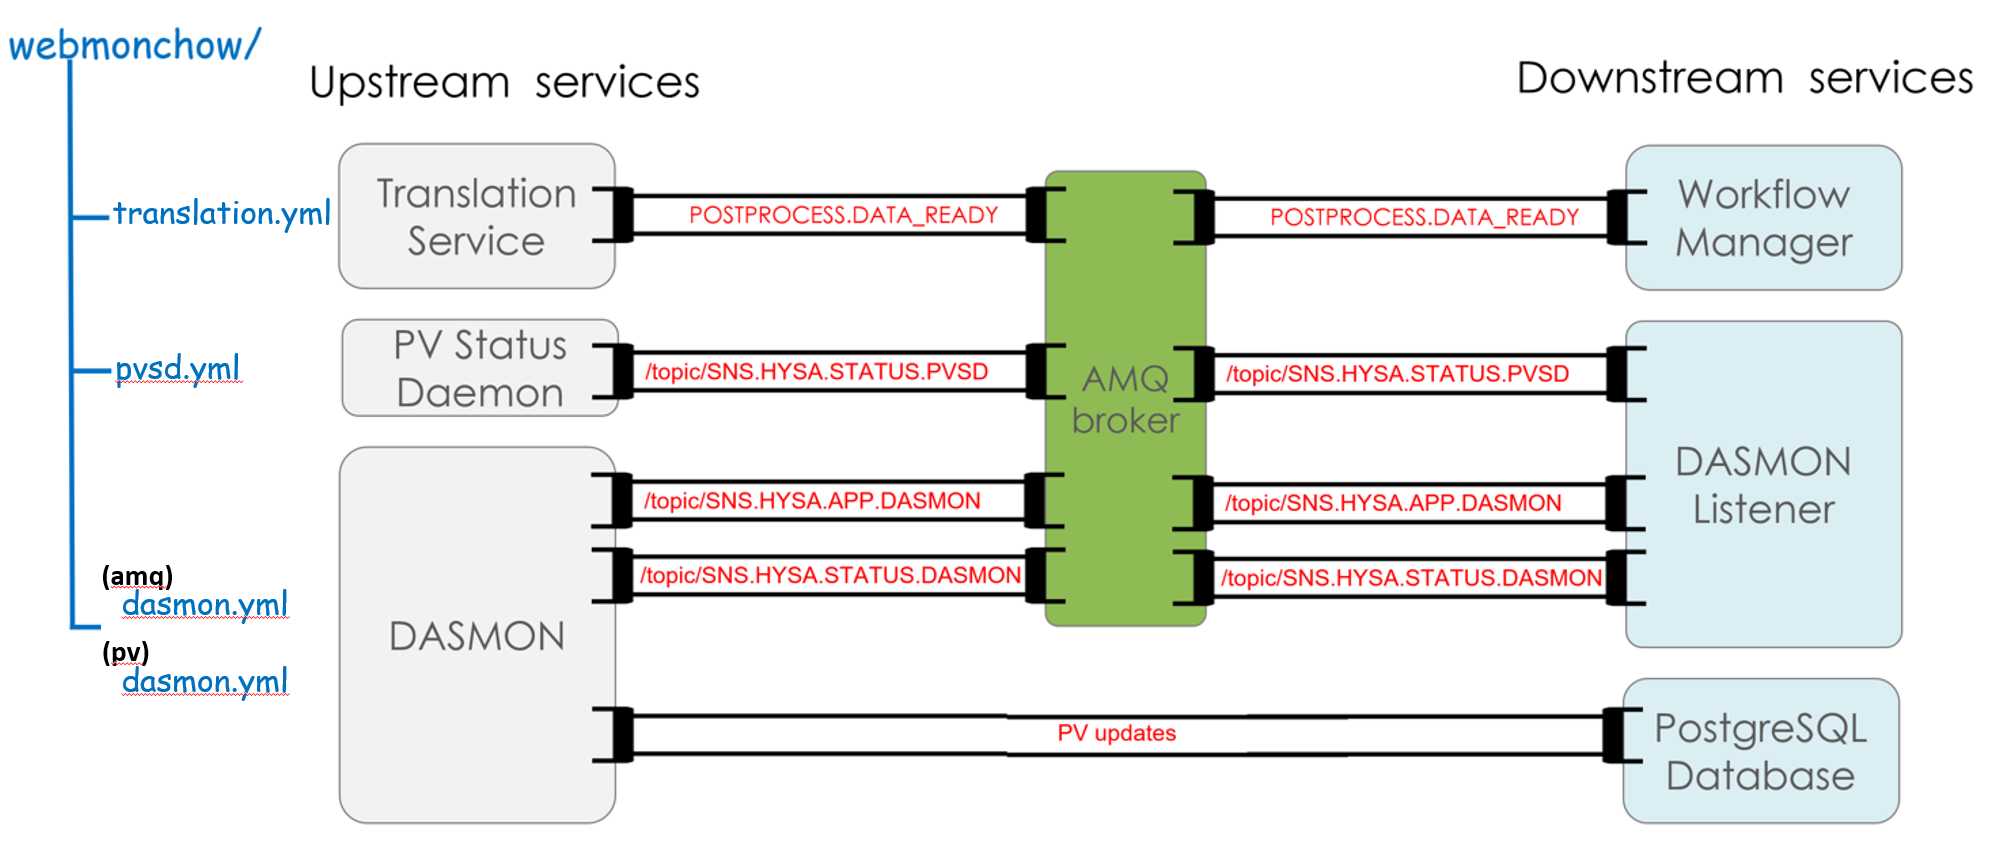 webmonchow/
Upstream services
Downstream services
translation.yml
Translation
Service
POSTPROCESS.DATA_READY
POSTPROCESS.DATA_READY
Workflow
Manager
pvsd.yml
PV Status
Daemon
/topic/SNS.HYSA.STATUS.PVSD
AMQ
broker
/topic/SNS.HYSA.STATUS.PVSD
DASMON
Listener
/topic/SNS.HYSA.APP.DASMON
/topic/SNS.HYSA.APP.DASMON
(amq)
dasmon.yml
/topic/SNS.HYSA.STATUS.DASMON
/topic/SNS.HYSA.STATUS.DASMON
DASMON
(pv)
dasmon.yml
PV updates
PostgreSQL
Database